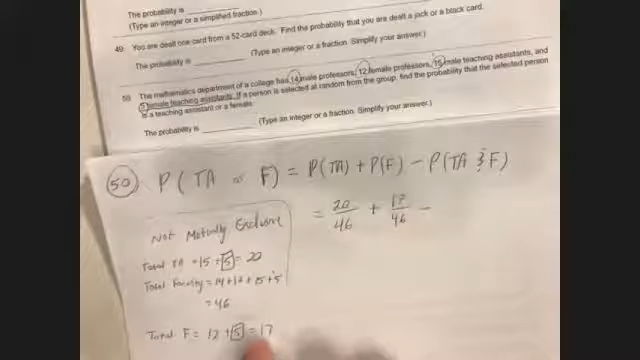 The probability is
(Type an integer or a simplified fraction.)
49. You are dealt one card from a 52-card deck. Find the probability that you are dealt a jack or a black card.
The probability is (Type an integer or a fraction. Simplify your answer.)
50. The mathematics department of a college has 14 male professors, 12 female professors, 15 male teaching assistants, and
5 female teaching assistants. If a person is selected at random from the group, find the probability that the selected person
is a teaching assistant or a female.
The probability is (Type an integer or a fraction. Simplify your answer.)
50) P(TA or F) = P(TA) + P(F) - P(TA & F)
= 20/46 + 17/46 -
Not Mutually Exclusive
Total TA = 15 + 5 = 20
Total Faculty = 14 + 12 + 15 + 5
= 46
Total F = 12 + 5 = 17